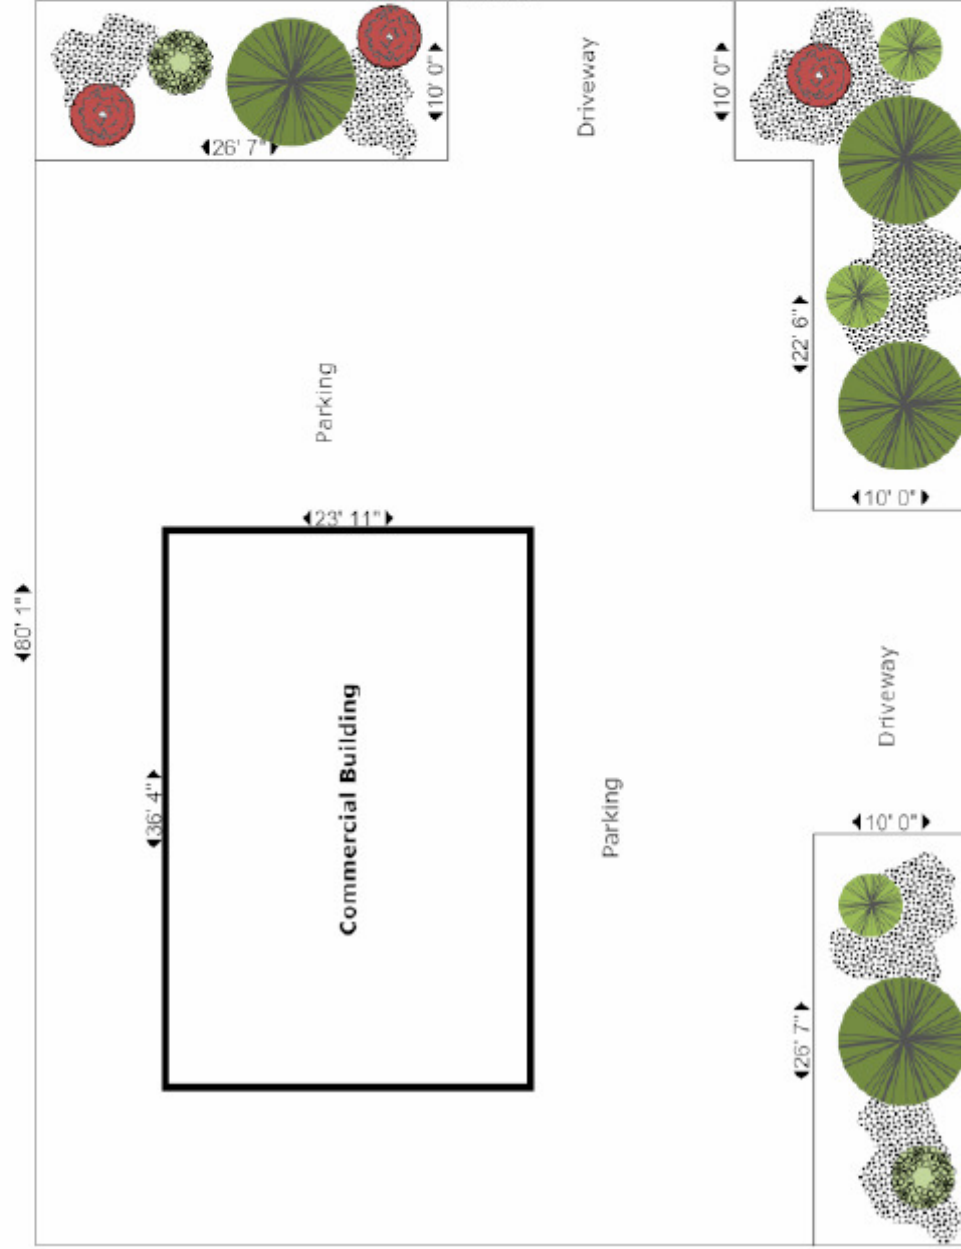 10' 0"
Driveway
10' 0"
26' 7"
22' 6"
Parking
10' 0"
23' 11"
80' 1"
Driveway
Commercial Building
36' 4"
Parking
10' 0"
26' 7"